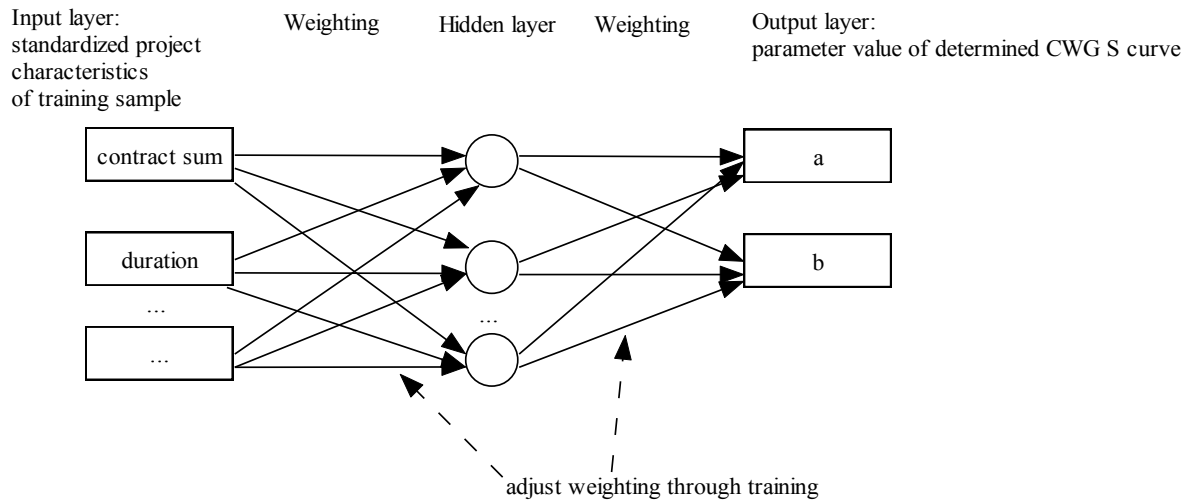 Input layer:
standardized project
characteristics
of training sample
Weighting
Hidden layer
Weighting
Output layer:
parameter value of determined CWG S curve
contract sum
a
duration
b
...
...
...
adjust weighting through training